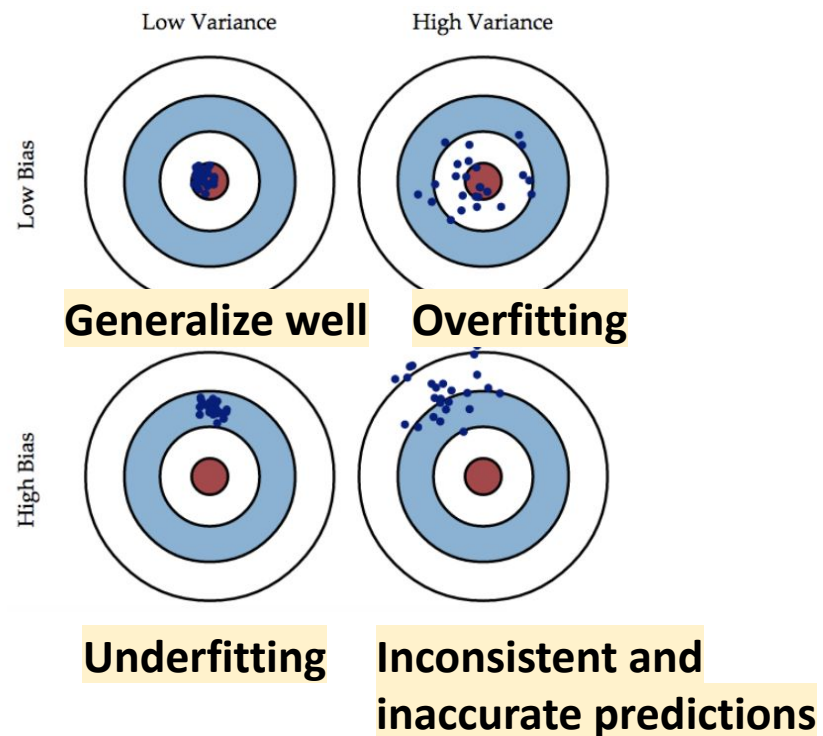 Low Variance
High Variance
Low Bias
Generalize well
Overfitting
High Bias
Underfitting
Inconsistent and
inaccurate predictions